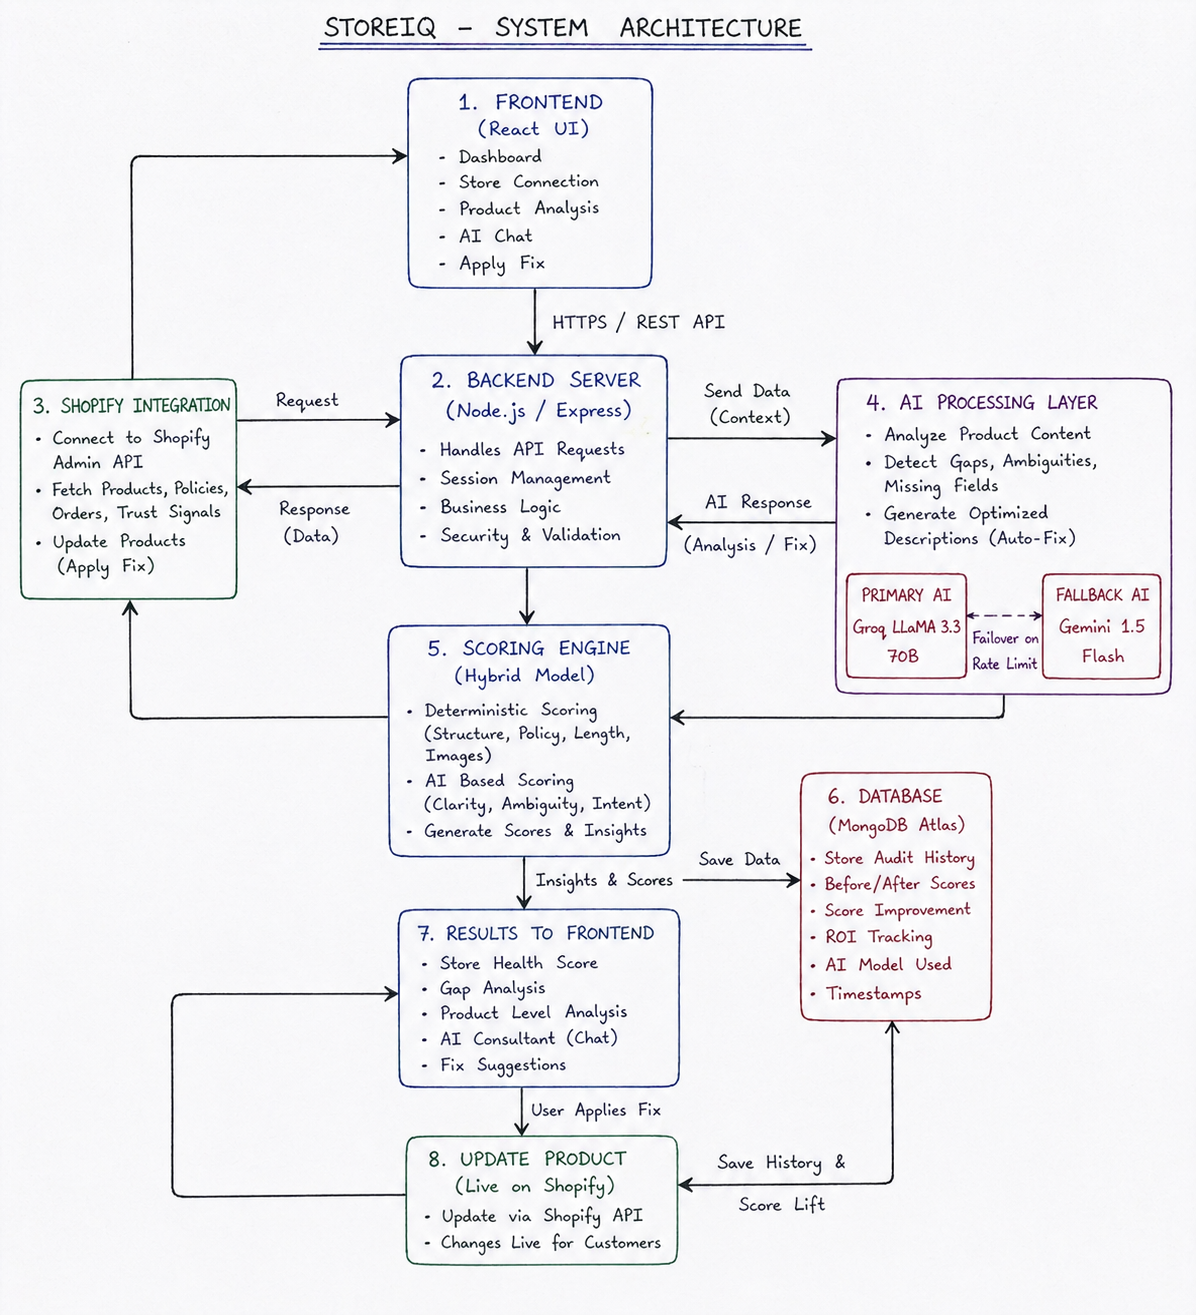 STOREIQ – SYSTEM ARCHITECTURE
1. FRONTEND
(React UI)
- Dashboard
- Store Connection
- Product Analysis
- AI Chat
- Apply Fix
HTTPS / REST API
2. BACKEND SERVER
(Node.js / Express)
- Handles API Requests
- Session Management
- Business Logic
- Security & Validation
Request
Response
(Data)
3. SHOPIFY INTEGRATION
• Connect to Shopify
Admin API
• Fetch Products, Policies,
Orders, Trust Signals
• Update Products
(Apply Fix)
Send Data
(Context)
AI Response
(Analysis / Fix)
4. AI PROCESSING LAYER
• Analyze Product Content
• Detect Gaps, Ambiguities,
Missing Fields
• Generate Optimized
Descriptions (Auto-Fix)
PRIMARY AI
Groq LLaMA 3.3
70B
Failover on
Rate Limit
FALLBACK AI
Gemini 1.5
Flash
5. SCORING ENGINE
(Hybrid Model)
• Deterministic Scoring
(Structure, Policy, Length,
Images)
• AI Based Scoring
(Clarity, Ambiguity, Intent)
• Generate Scores & Insights
Insights & Scores
Save Data
6. DATABASE
(MongoDB Atlas)
• Store Audit History
• Before/After Scores
• Score Improvement
• ROI Tracking
• AI Model Used
• Timestamps
7. RESULTS TO FRONTEND
- Store Health Score
- Gap Analysis
- Product Level Analysis
- AI Consultant (Chat)
- Fix Suggestions
User Applies Fix
8. UPDATE PRODUCT
(Live on Shopify)
• Update via Shopify API
• Changes Live for Customers
Save History &
Score Lift